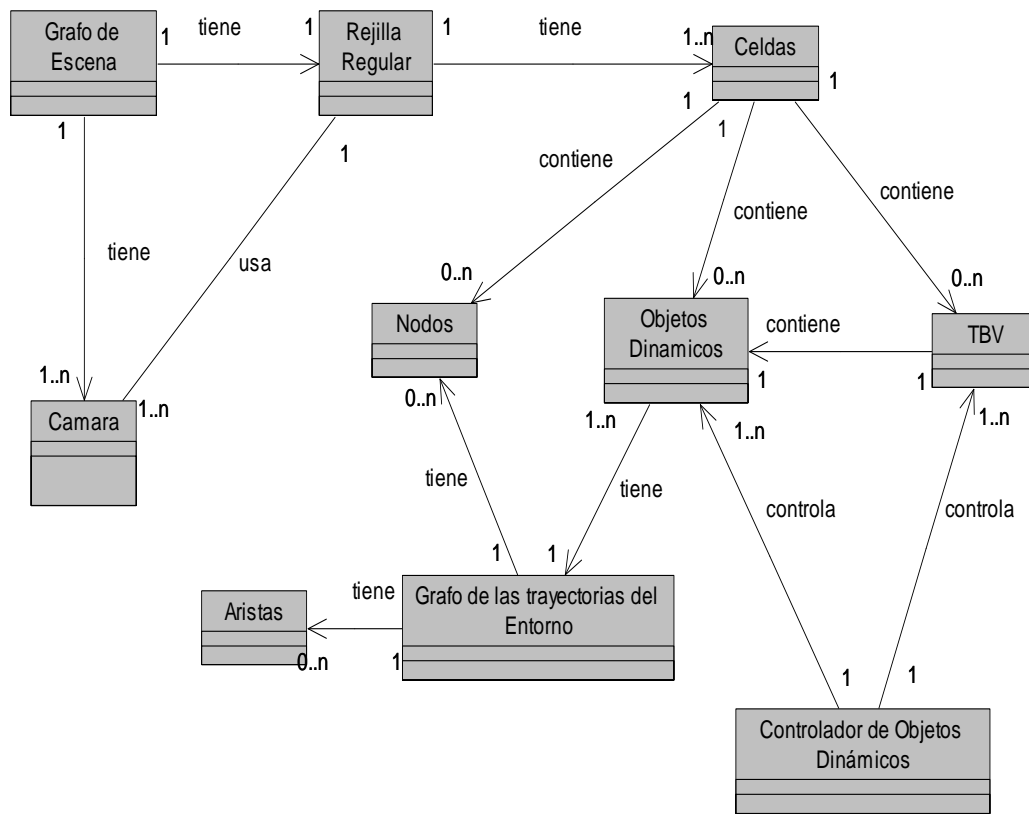 Grafo de
Escena
1
tiene
1
Rejilla
Regular
1
tiene
1..n
Celdas
1
1
1
1
1
contiene
contiene
contiene
tiene
usa
0..n
0..n
0..n
Nodos
Objetos
Dinamicos
contiene
TBV
1
1
1..n
Camara
1..n
0..n
1..n
1..n
1..n
tiene
tiene
controla
controla
1
1
tiene
Aristas
0..n
1
Grafo de las trayectorias del
Entorno
1
1
Controlador de Objetos
Dinámicos